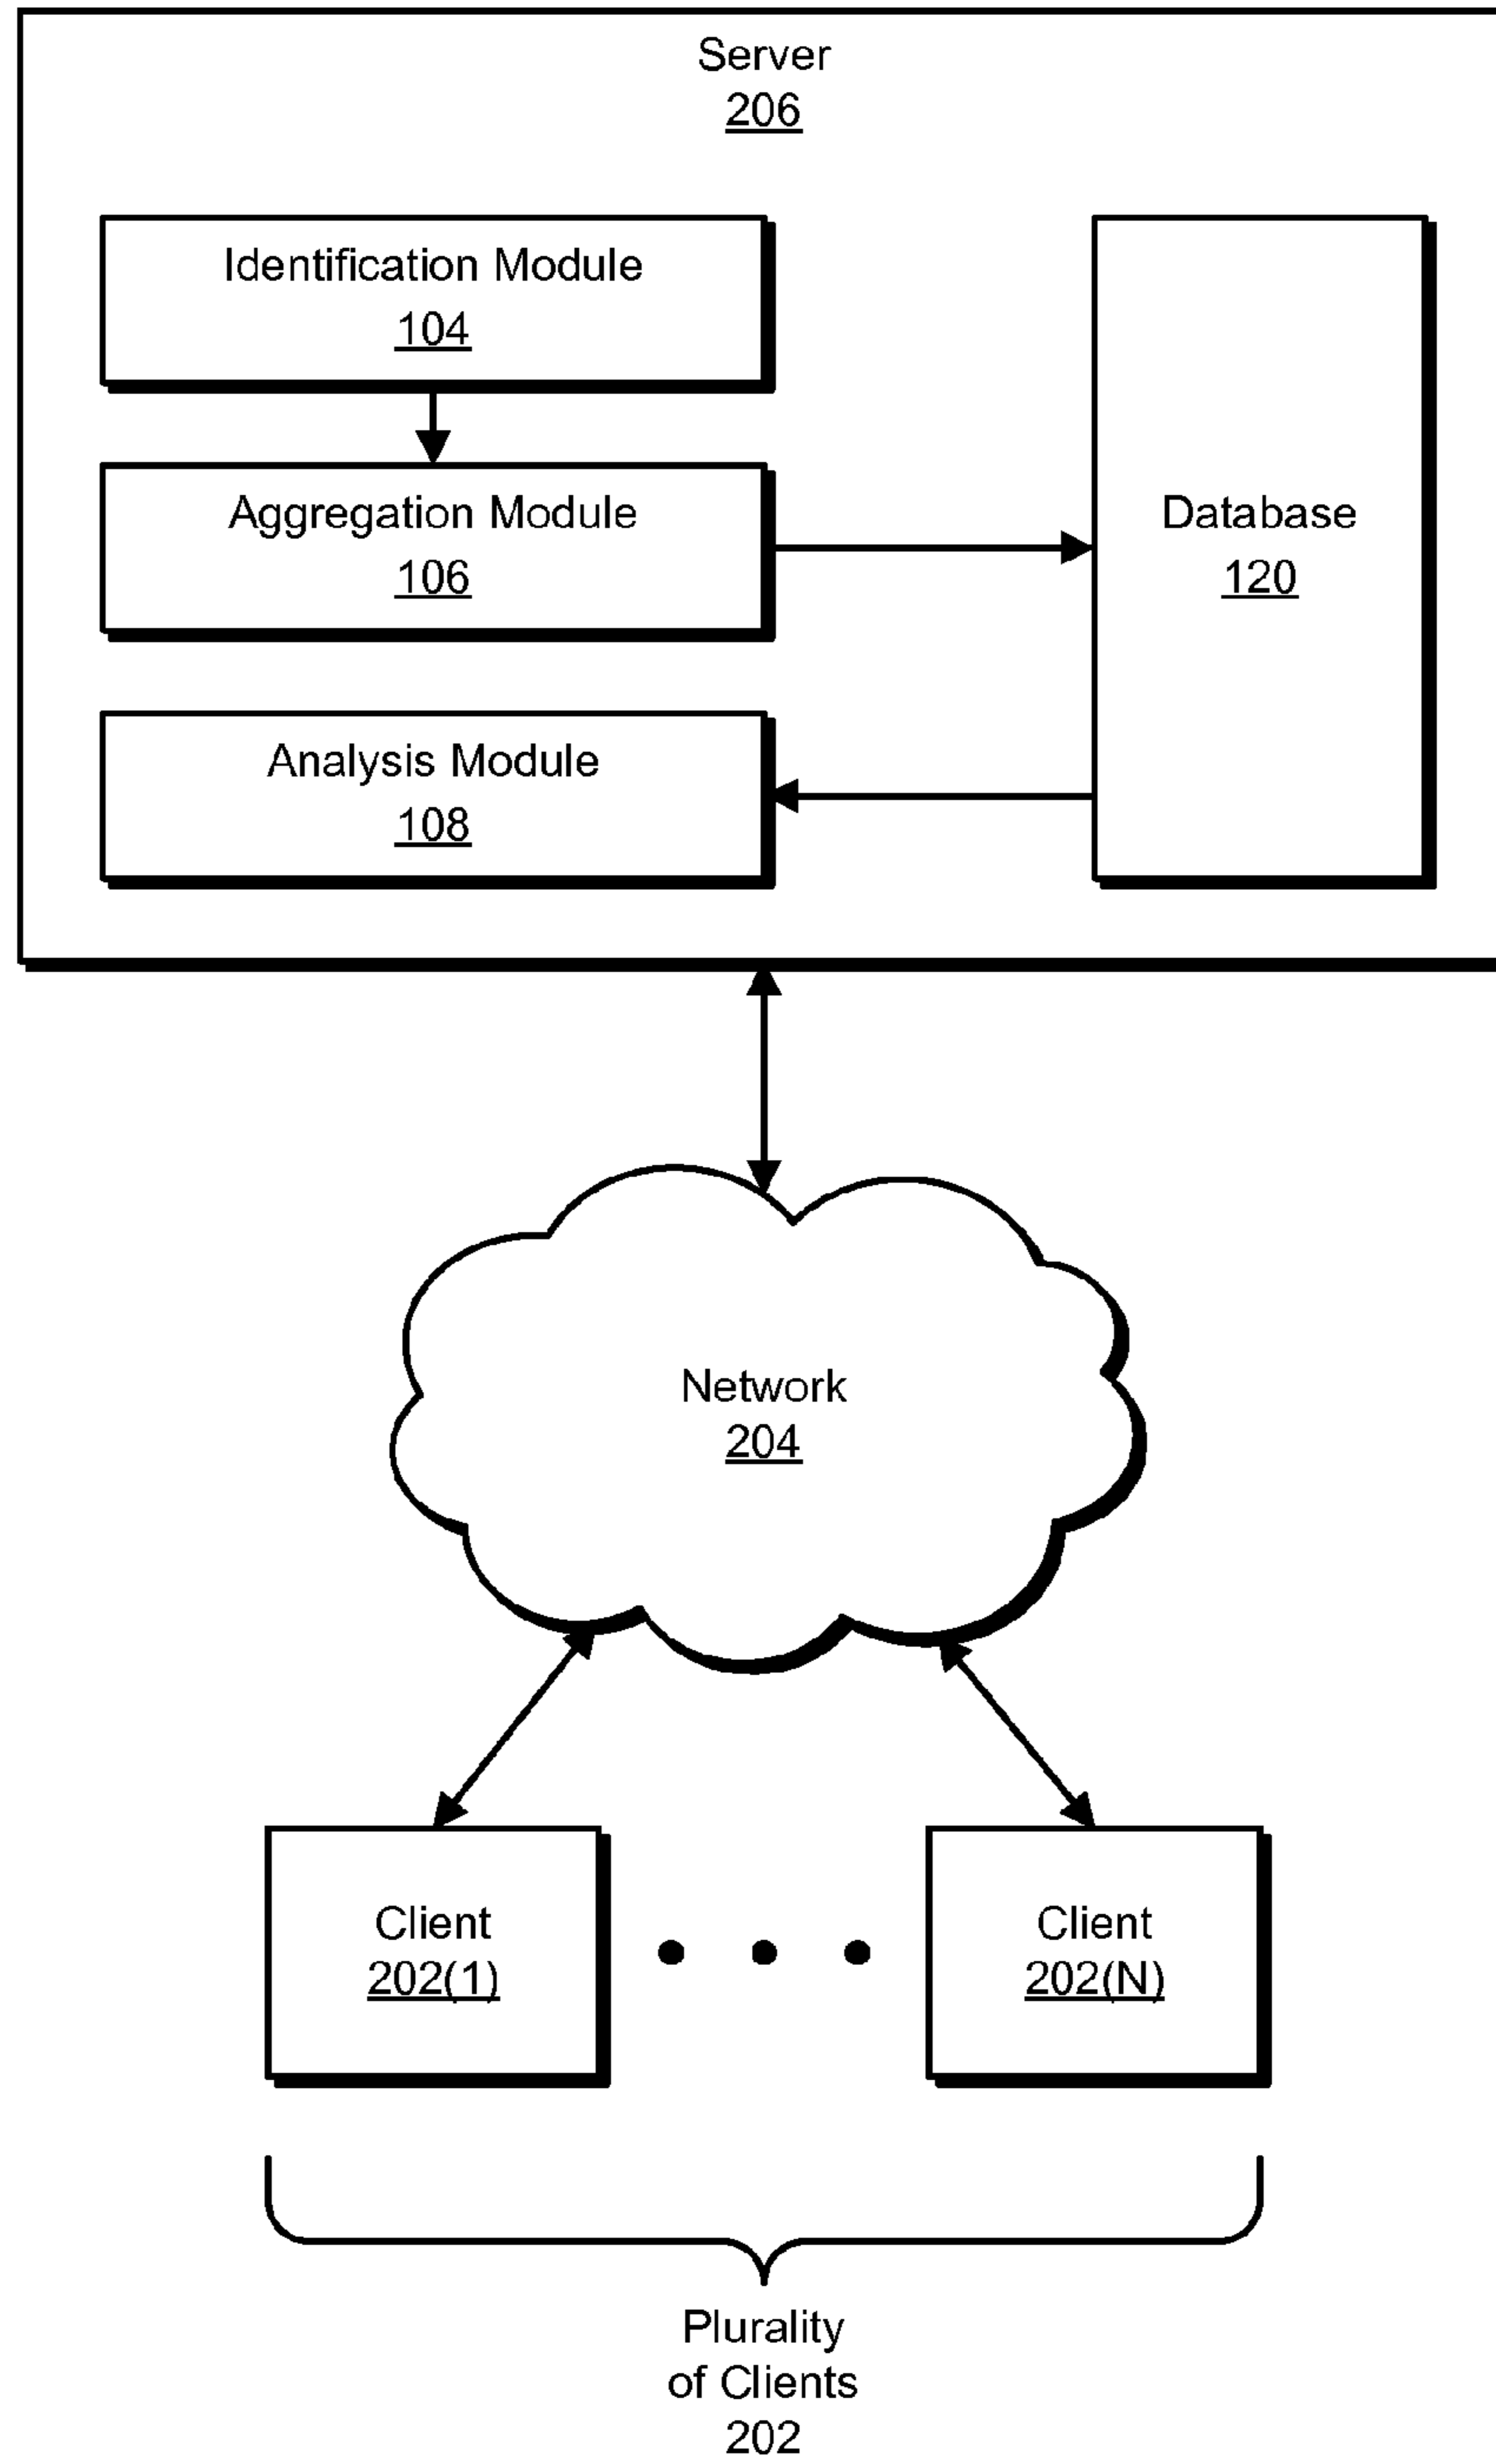 Server
206
Identification Module
104
Aggregation Module
106
Database
120
Analysis Module
108
Network
204
Client
202(1)
Client
202(N)
Plurality
of Clients
202